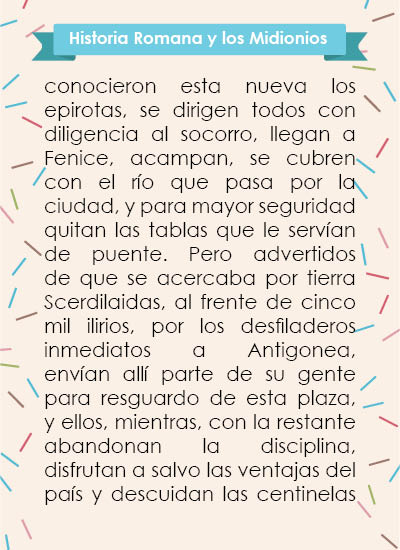 Historia Romana y los Midionios
conocieron esta nueva los
epirotas, se dirigen todos con
diligencia al socorro, llegan a
Fenice, acampan, se cubren
con el río que pasa por la
ciudad, y para mayor seguridad
quitan las tablas que le servían
de puente. Pero advertidos
de que se acercaba por tierra
Scerdilaidas, al frente de cinco
mil ilirios, por los desfiladeros
inmediatos a Antigonea,
envían allí parte de su gente
para resguardo de esta plaza,
y ellos, mientras, con la restante
abandonan la disciplina,
disfrutan a salvo las ventajas del
país y descuidan las centinelas